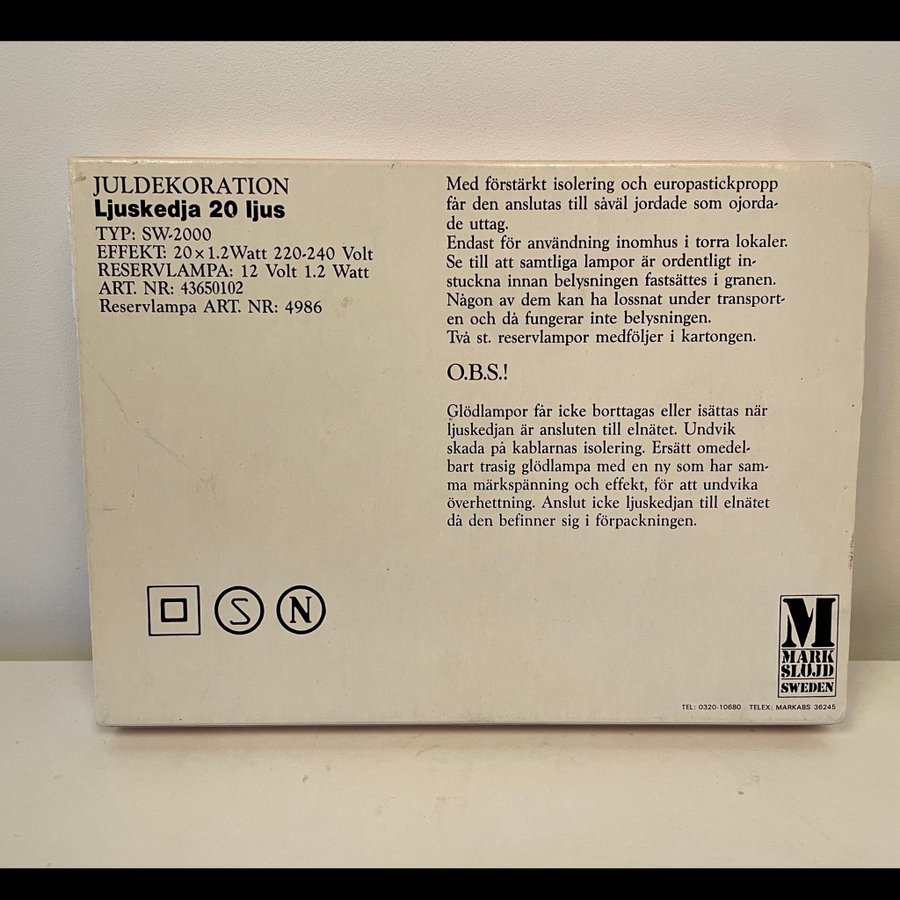 JULDEKORATION
Ljuskedja 20 ljus
TYP: SW-2000
EFFEKT: 20×1.2Watt 220-240 Volt
RESERVLAMPA: 12 Volt 1.2 Watt
ART. NR: 43650102
Reservlampa ART. NR: 4986
Med förstärkt isolering och europastickpropp
får den anslutas till såväl jordade som ojorda-
de uttag.
Endast för användning inomhus i torra lokaler.
Se till att samtliga lampor är ordentligt in-
stuckna innan belysningen fastsättes i granen.
Någon av dem kan ha lossnat under transport-
en och då fungerar inte belysningen.
Två st. reservlampor medföljer i kartongen.
O.B.S.!
Glödlampor får icke borttagas eller isättas när
ljuskedjan är ansluten till elnätet. Undvik
skada på kablarnas isolering. Ersätt omedel-
bart trasig glödlampa med en ny som har sam-
ma märkspänning och effekt, för att undvika
överhettning. Anslut icke ljuskedjan till elnätet
då den befinner sig i förpackningen.
S N
M
MARK
SLÖJD
SWEDEN
TEL: 0320-10680 TELEX: MARKABS 36245